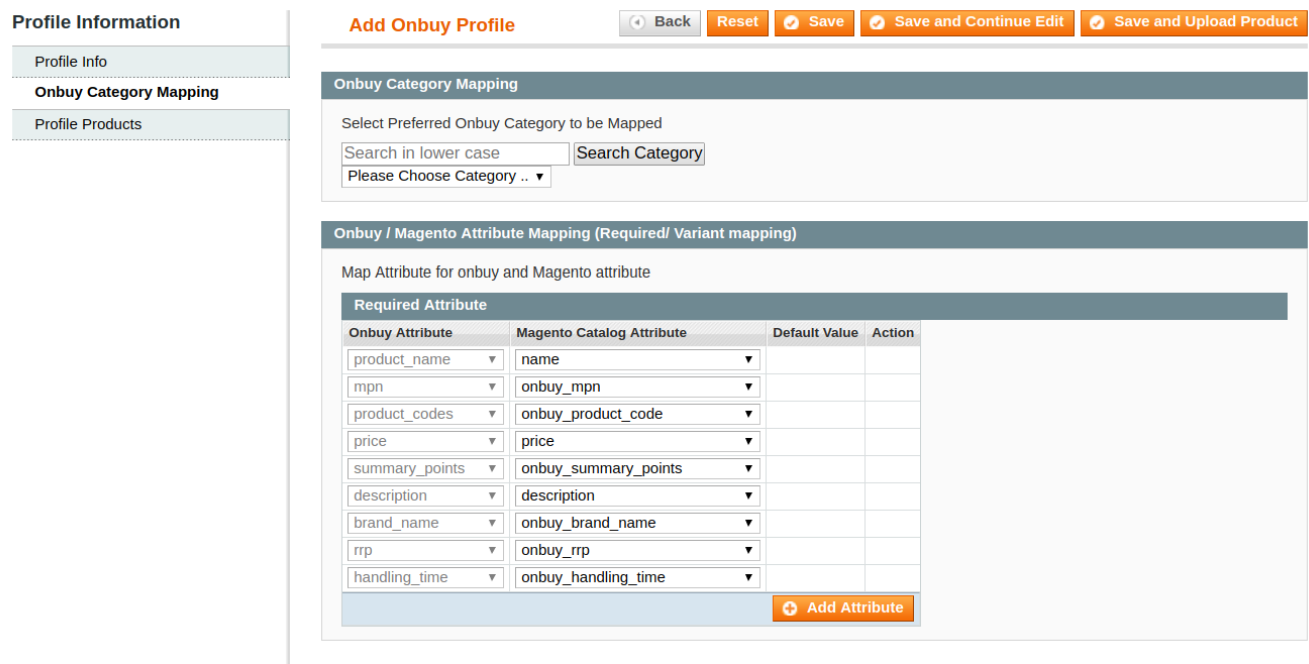 Profile Information
Profile Info
Onbuy Category Mapping
Profile Products
Add Onbuy Profile
Back Reset Save Save and Continue Edit Save and Upload Product
Onbuy Category Mapping
Select Preferred Onbuy Category to be Mapped
Search in lower case Search Category
Please Choose Category ..
Onbuy / Magento Attribute Mapping (Required/ Variant mapping)
Map Attribute for onbuy and Magento attribute
Required Attribute
Onbuy Attribute Magento Catalog Attribute Default Value Action
product_name name
mpn onbuy_mpn
product_codes onbuy_product_code
price price
summary_points onbuy_summary_points
description description
brand_name onbuy_brand_name
rrp onbuy_rrp
handling_time onbuy_handling_time
Add Attribute